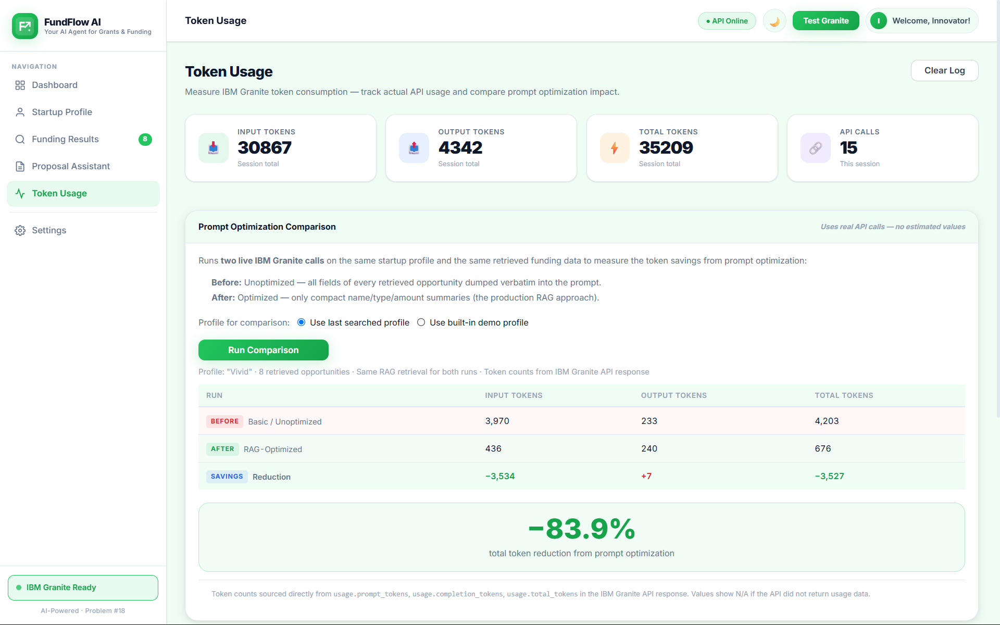 FundFlow AI
Your AI Agent for Grants & Funding
NAVIGATION
Dashboard
Startup Profile
Funding Results 8
Proposal Assistant
Token Usage
Settings
IBM Granite Ready
AI-Powered · Problem #18
Token Usage
● API Online
Test Granite
I Welcome, Innovator!
Token Usage
Clear Log
Measure IBM Granite token consumption — track actual API usage and compare prompt optimization impact.
INPUT TOKENS
30867
Session total
OUTPUT TOKENS
4342
Session total
TOTAL TOKENS
35209
Session total
API CALLS
15
This session
Prompt Optimization Comparison
Uses real API calls — no estimated values
Runs two live IBM Granite calls on the same startup profile and the same retrieved funding data to measure the token savings from prompt optimization:
Before: Unoptimized — all fields of every retrieved opportunity dumped verbatim into the prompt.
After: Optimized — only compact name/type/amount summaries (the production RAG approach).
Profile for comparison: Use last searched profile Use built-in demo profile
Run Comparison
Profile: "Vivid" · 8 retrieved opportunities · Same RAG retrieval for both runs · Token counts from IBM Granite API response
RUN INPUT TOKENS OUTPUT TOKENS TOTAL TOKENS
BEFORE Basic / Unoptimized 3,970 233 4,203
AFTER RAG-Optimized 436 240 676
SAVINGS Reduction −3,534 +7 −3,527
−83.9%
total token reduction from prompt optimization
Token counts sourced directly from usage.prompt_tokens, usage.completion_tokens, usage.total_tokens in the IBM Granite API response. Values show N/A if the API did not return usage data.